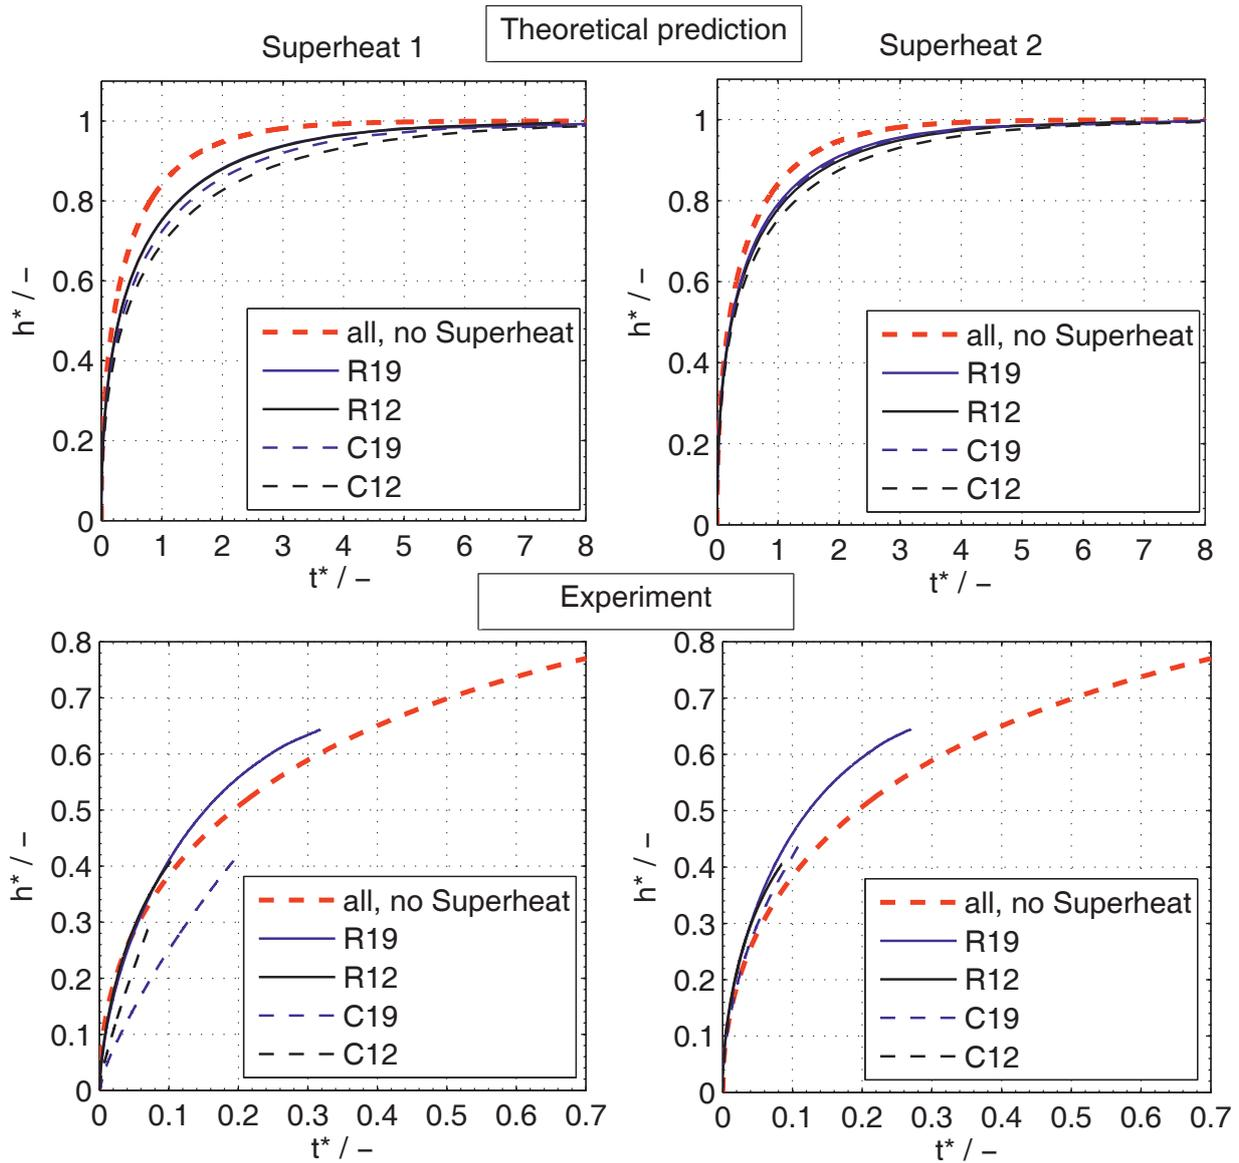 Theoretical prediction
Superheat 1
Superheat 2
1
0.8
0.6
0.4
0.2
0
h* / –
all, no Superheat
R19
R12
C19
C12
0 1 2 3 4 5 6 7 8
t* / –
1
0.8
0.6
0.4
0.2
0
h* / –
all, no Superheat
R19
R12
C19
C12
0 1 2 3 4 5 6 7 8
t* / –
Experiment
0.8
0.7
0.6
0.5
0.4
0.3
0.2
0.1
0
h* / –
all, no Superheat
R19
R12
C19
C12
0 0.1 0.2 0.3 0.4 0.5 0.6 0.7
t* / –
0.8
0.7
0.6
0.5
0.4
0.3
0.2
0.1
0
h* / –
all, no Superheat
R19
R12
C19
C12
0 0.1 0.2 0.3 0.4 0.5 0.6 0.7
t* / –